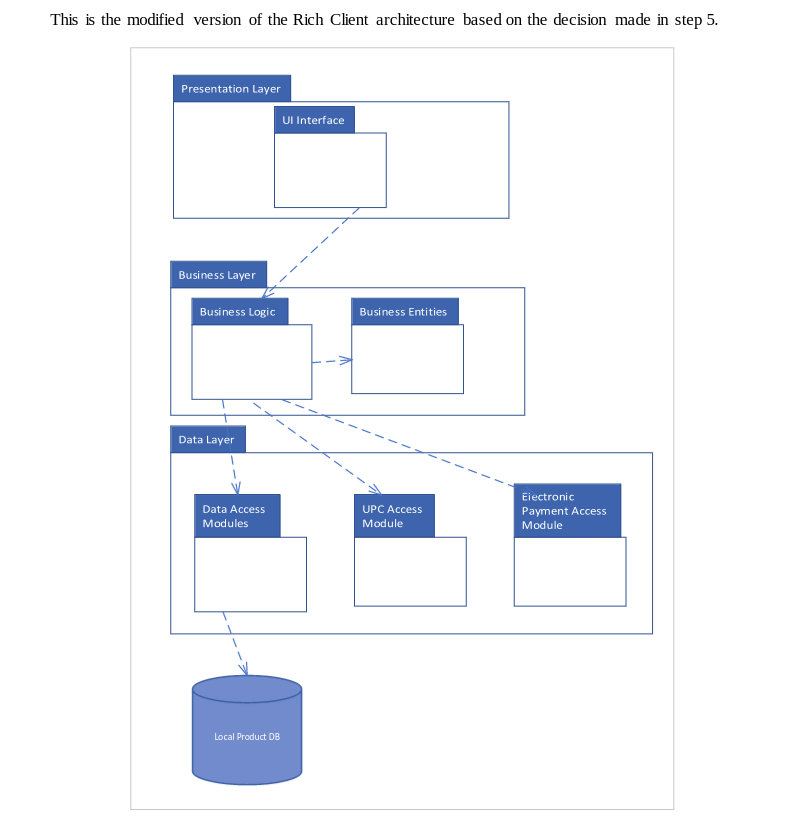 This is the modified version of the Rich Client architecture based on the decision made in step 5.
Presentation Layer
UI Interface
Business Layer
Business Logic
Business Entities
Data Layer
Data Access
Modules
UPC Access
Module
Electronic
Payment Access
Module
Local Product DB